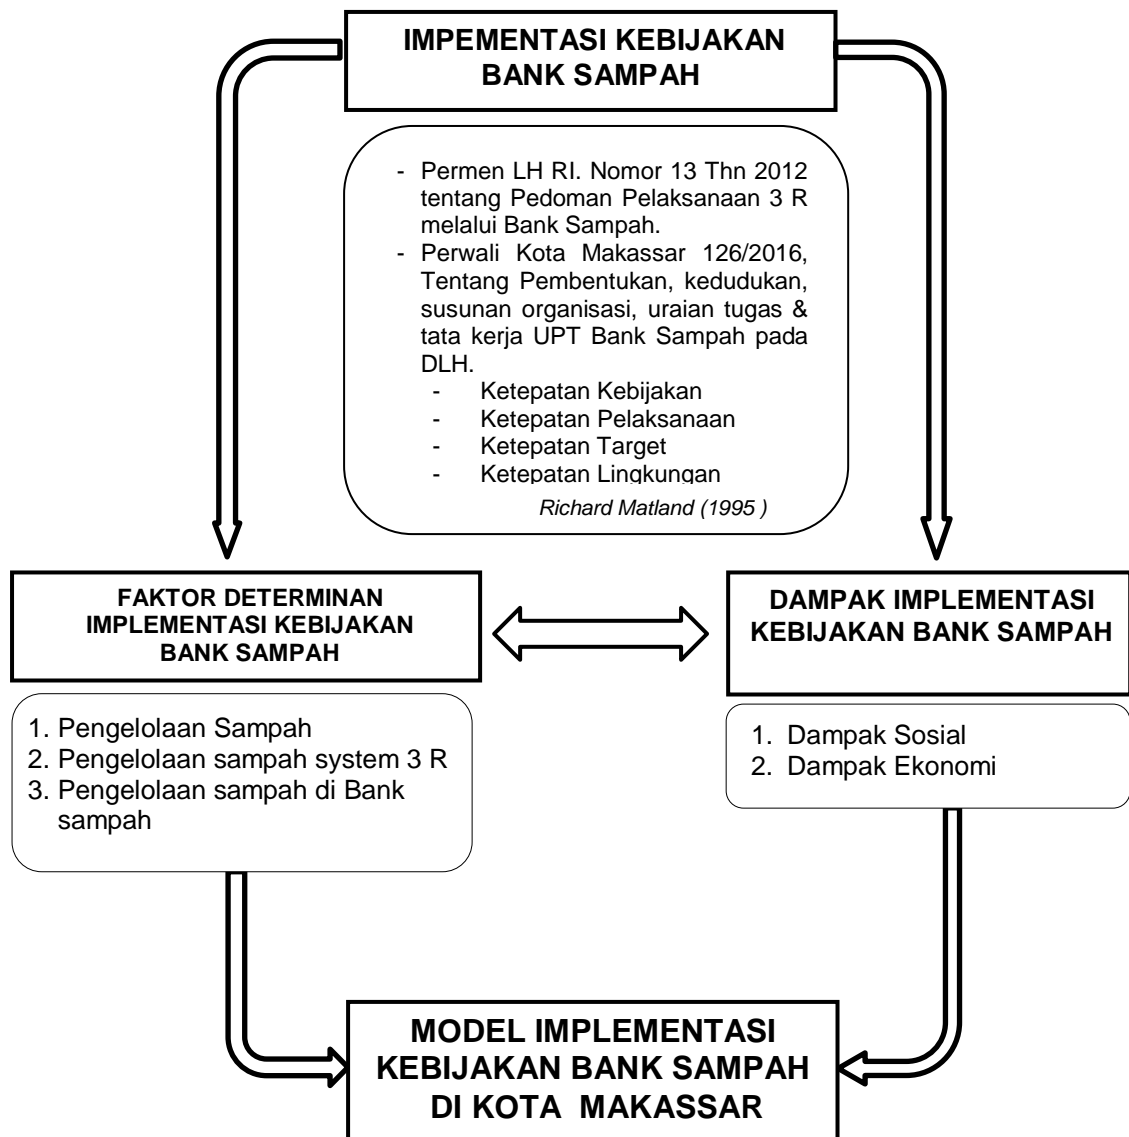 IMPEMENTASI KEBIJAKAN
BANK SAMPAH
- Permen LH RI. Nomor 13 Thn 2012
tentang Pedoman Pelaksanaan 3 R
melalui Bank Sampah.
- Perwali Kota Makassar 126/2016,
Tentang Pembentukan, kedudukan,
susunan organisasi, uraian tugas &
tata kerja UPT Bank Sampah pada
DLH.
- Ketepatan Kebijakan
- Ketepatan Pelaksanaan
- Ketepatan Target
- Ketepatan Lingkungan
Richard Matland (1995 )
FAKTOR DETERMINAN
IMPLEMENTASI KEBIJAKAN
BANK SAMPAH
1. Pengelolaan Sampah
2. Pengelolaan sampah system 3 R
3. Pengelolaan sampah di Bank
sampah
DAMPAK IMPLEMENTASI
KEBIJAKAN BANK SAMPAH
1. Dampak Sosial
2. Dampak Ekonomi
MODEL IMPLEMENTASI
KEBIJAKAN BANK SAMPAH
DI KOTA MAKASSAR